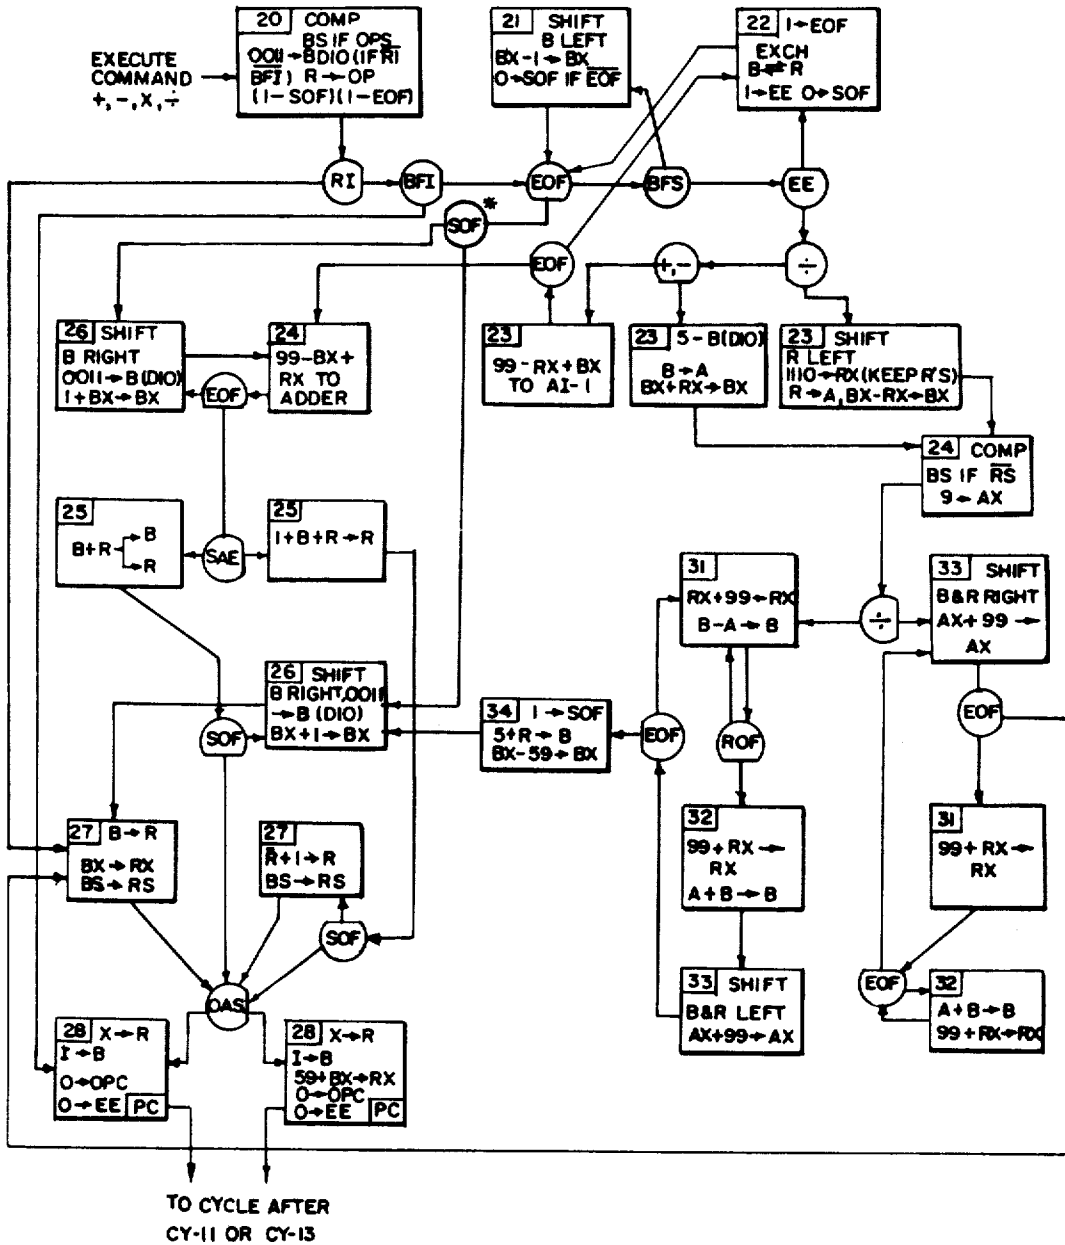 EXECUTE
COMMAND
+, −, X, ÷
20 COMP
BS IF OPS
0011→BDIO (IF R̅I̅
B̅F̅I̅) R→OP
(1−SOF)(1−EOF)
21 SHIFT
B LEFT
BX−1→BX
0→SOF IF E̅O̅F̅
22 1→EOF
EXCH
B⇌R
1→EE 0→SOF
RI
BFI
EOF
BFS
EE
SOF *
EOF
+,−
÷
26 SHIFT
B RIGHT
0011→B(DIO)
1+BX→BX
24
99−BX+
RX TO
ADDER
23
99−RX+BX
TO AI−1
23 5−B(DIO)
B→A
BX+RX→BX
23 SHIFT
R LEFT
1110→RX(KEEP R'S)
R→A, BX−RX→BX
EOF
24 COMP
BS IF R̅S̅
9→AX
25
B+R→B
→R
SAE
25
1+B+R→R
31
RX+99←RX
B−A→B
÷
33 SHIFT
B&R RIGHT
AX+99→
AX
26 SHIFT
B RIGHT,0011
→B (DIO)
BX+1→BX
SOF
34 1→SOF
5+R→B
BX−59→BX
EOF
ROF
EOF
27 B→R
BX→RX
BS→RS
27
R̅+1→R
BS→RS
SOF
32
99+RX→
RX
A+B→B
31
99+RX→
RX
OAS
33 SHIFT
B&R LEFT
AX+99→AX
EOF
32
A+B→B
99+RX→RX
28 X→R
I→B
0→OPC
0→EE PC
28 X→R
I→B
59+BX→RX
0→OPC
0→EE PC
TO CYCLE AFTER
CY-11 OR CY-13